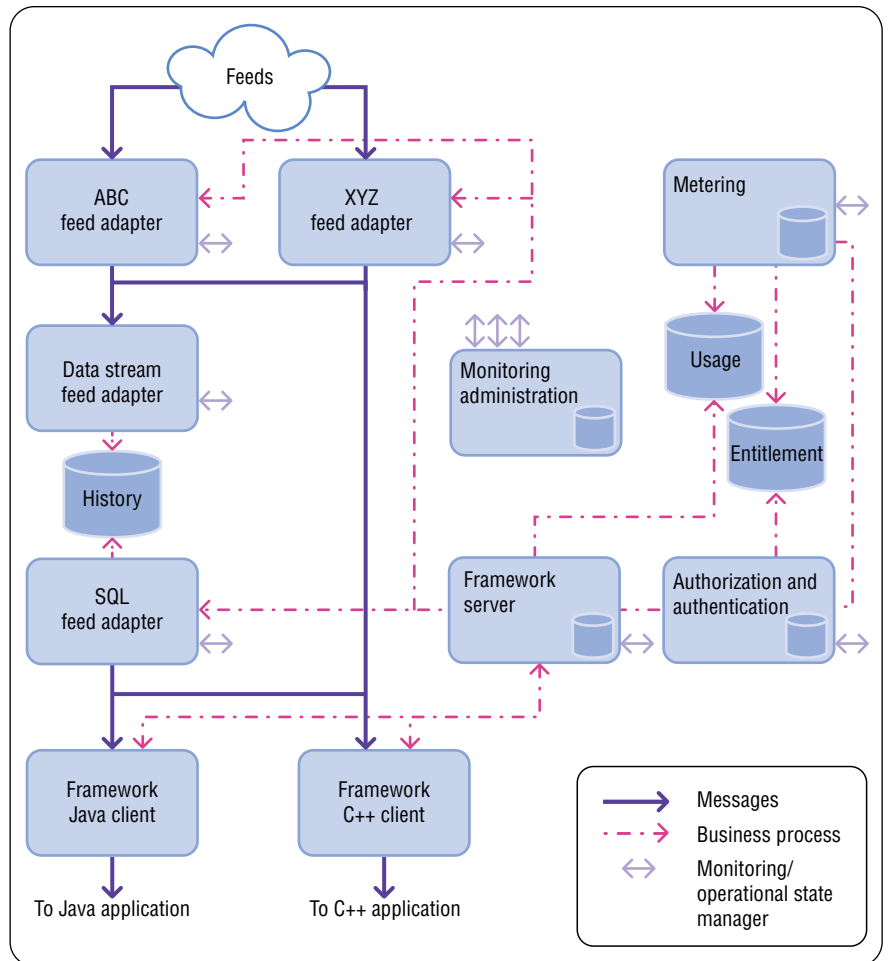 Feeds
ABC
feed adapter
XYZ
feed adapter
Metering
Data stream
feed adapter
Monitoring
administration
Usage
Entitlement
History
SQL
feed adapter
Framework
server
Authorization and
authentication
Framework
Java client
Framework
C++ client
To Java application
To C++ application
Messages
Business process
Monitoring/
operational state
manager